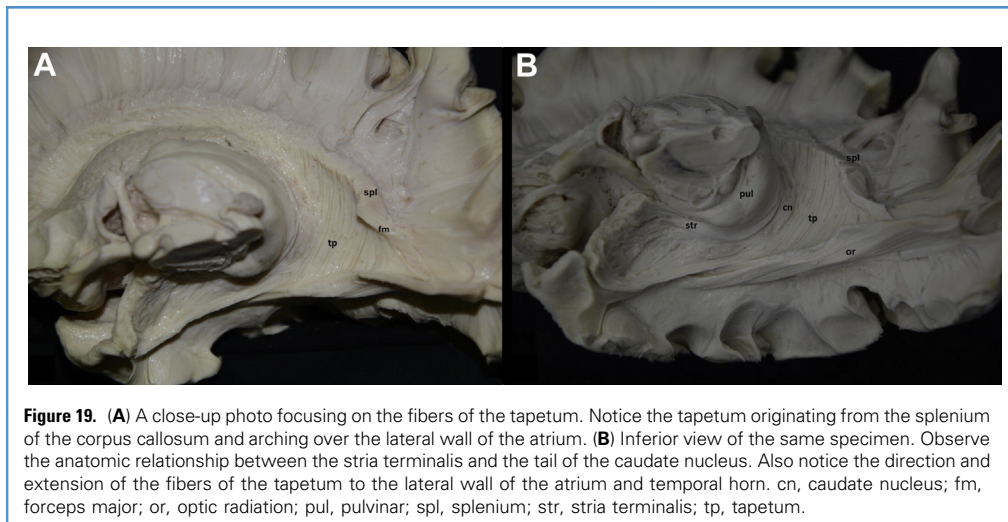 A
B
spl
fm
tp
spl
pul
cn
tp
str
or
Figure 19. (A) A close-up photo focusing on the fibers of the tapetum. Notice the tapetum originating from the splenium
of the corpus callosum and arching over the lateral wall of the atrium. (B) Inferior view of the same specimen. Observe
the anatomic relationship between the stria terminalis and the tail of the caudate nucleus. Also notice the direction and
extension of the fibers of the tapetum to the lateral wall of the atrium and temporal horn. cn, caudate nucleus; fm,
forceps major; or, optic radiation; pul, pulvinar; spl, splenium; str, stria terminalis; tp, tapetum.